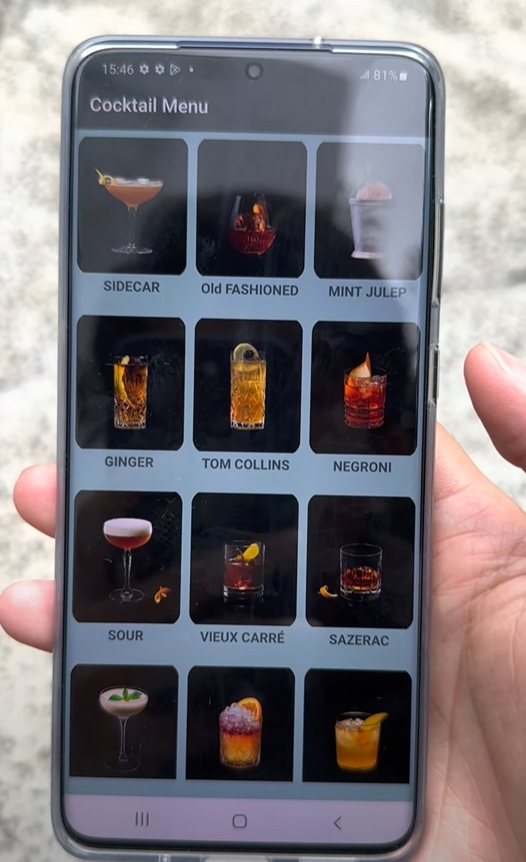 15:46 81%
Cocktail Menu
SIDECAR Old FASHIONED MINT JULEP
GINGER TOM COLLINS NEGRONI
SOUR VIEUX CARRÉ SAZERAC